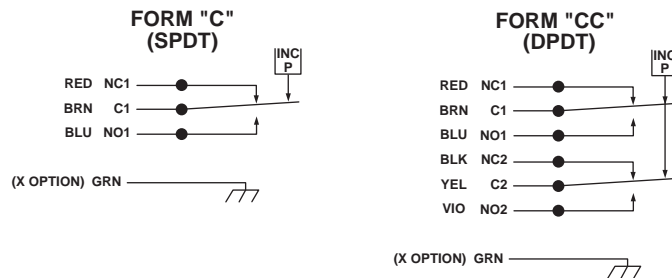 FORM "C"
(SPDT)
INC
P
RED NC1
BRN C1
BLU NO1
(X OPTION) GRN
FORM "CC"
(DPDT)
INC
P
RED NC1
BRN C1
BLU NO1
BLK NC2
YEL C2
VIO NO2
(X OPTION) GRN